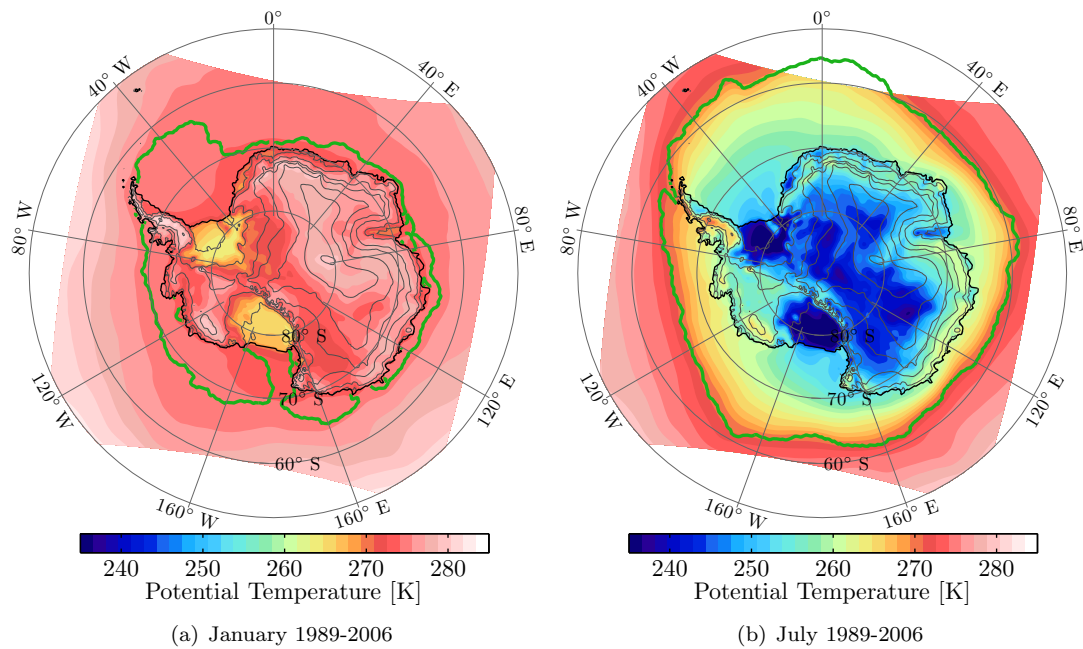 0°
40° W
40° E
80° W
80° E
80° S
120° W
120° E
70° S
60° S
160° W
160° E
240 250 260 270 280
Potential Temperature [K]
(a) January 1989-2006
0°
40° W
40° E
80° W
80° E
80° S
120° W
120° E
70° S
60° S
160° W
160° E
240 250 260 270 280
Potential Temperature [K]
(b) July 1989-2006